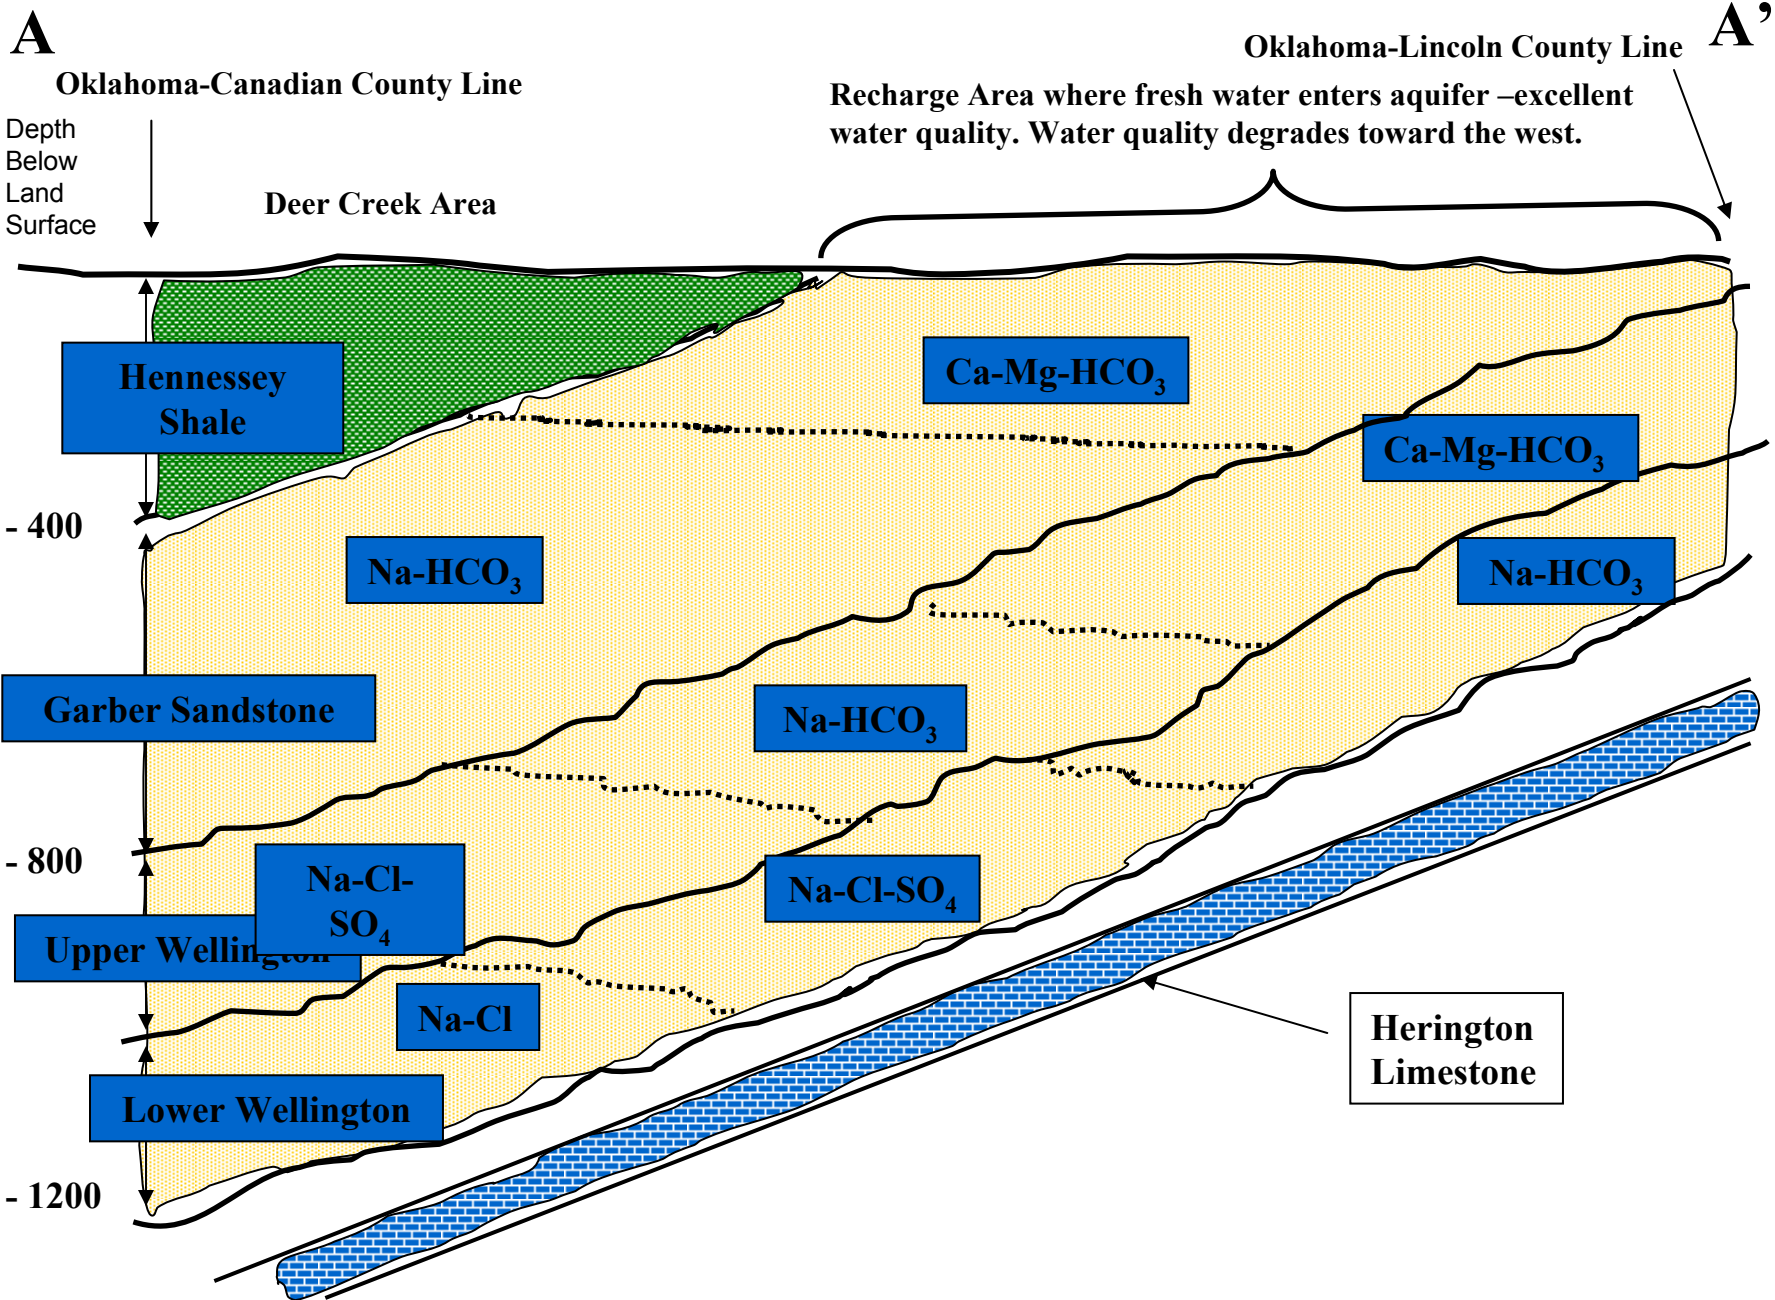 A
A’
Oklahoma-Lincoln County Line
Oklahoma-Canadian County Line
Recharge Area where fresh water enters aquifer –excellent
water quality. Water quality degrades toward the west.
Depth
Below
Land
Surface
Deer Creek Area
Hennessey
Shale
Ca-Mg-HCO₃
Ca-Mg-HCO₃
- 400
Na-HCO₃
Na-HCO₃
Garber Sandstone
Na-HCO₃
- 800
Na-Cl-
SO₄
Na-Cl-SO₄
Upper Wellington
Na-Cl
Herington
Limestone
Lower Wellington
- 1200